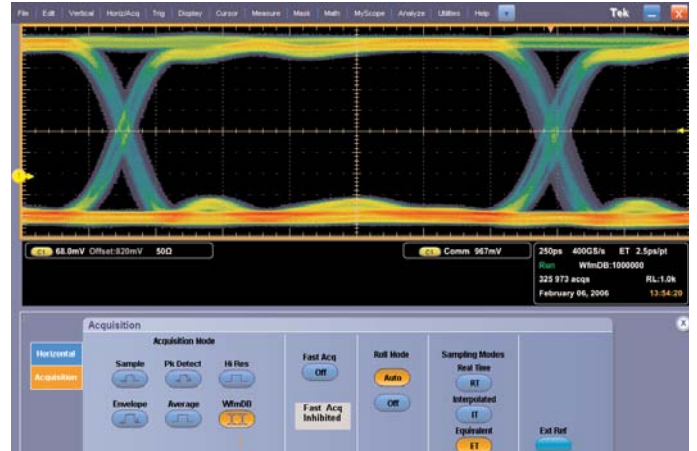 File Edit Vertical Horiz/Acq Trig Display Cursor Measure Mask Math MyScope Analyze Utilities Help Tek
C1 68.0mV Offset:820mV 50Ω
C1 Comm 967mV
250ps 400GS/s ET 2.5ps/pt
Run WfmDB:1000000
325 973 acqs RL:1.0k
February 06, 2006 13:54:20
Acquisition
Horizontal
Acquisition
Acquisition Mode
Sample Pk Detect Hi Res
Envelope Average WfmDB
Fast Acq
Off
Fast Acq
Inhibited
Roll Mode
Auto
Off
Sampling Modes
Real Time
RT
Interpolated
IT
Equivalent
ET
Ext Ref